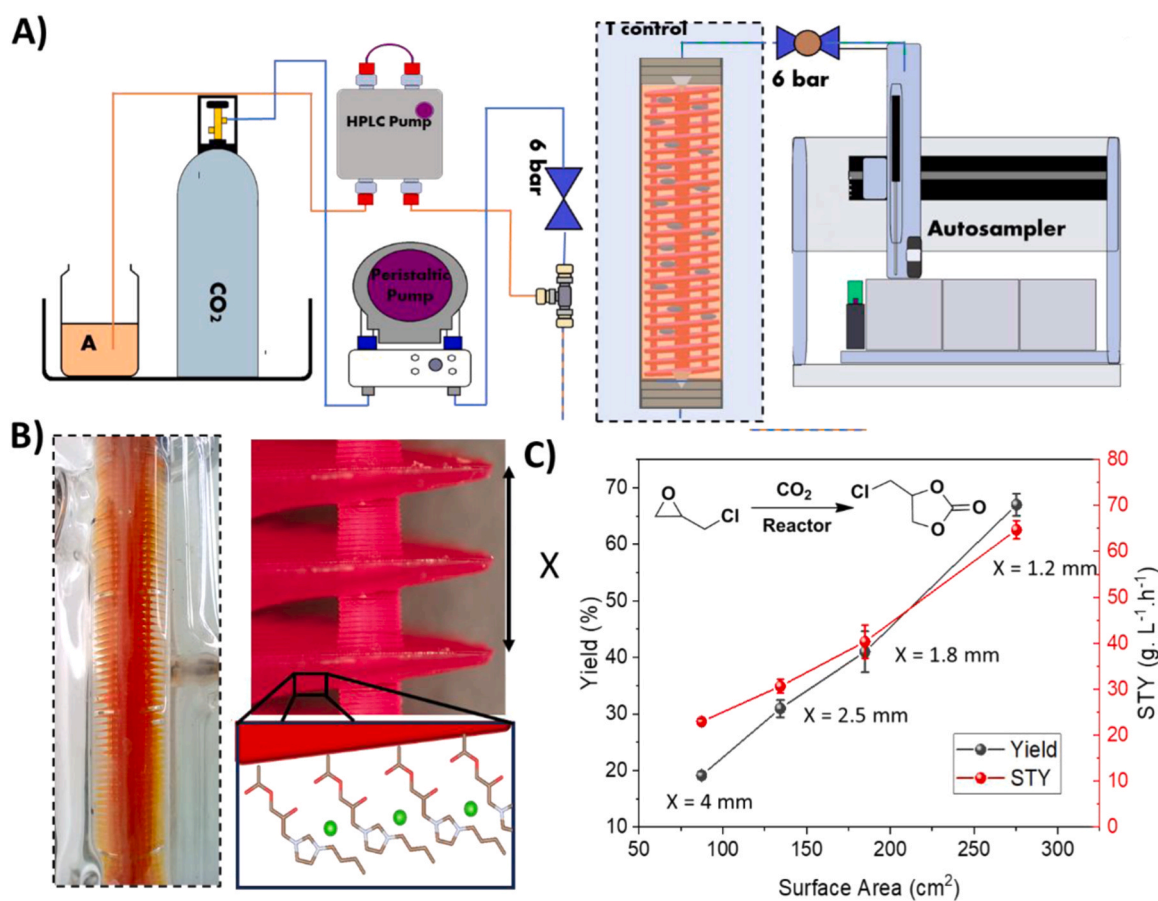 A)
T control
6 bar
HPLC Pump
6 bar
Autosampler
Peristaltic
Pump
CO₂
A
B)
X
C)
Yield (%)
70
60
50
40
30
20
10
O
Cl
CO₂
Reactor
Cl
O
O
O
X = 1.2 mm
X = 1.8 mm
X = 2.5 mm
X = 4 mm
Yield
STY
80
70
60
50
40
30
20
10
0
STY (g. L⁻¹.h⁻¹)
50 100 150 200 250 300
Surface Area (cm²)